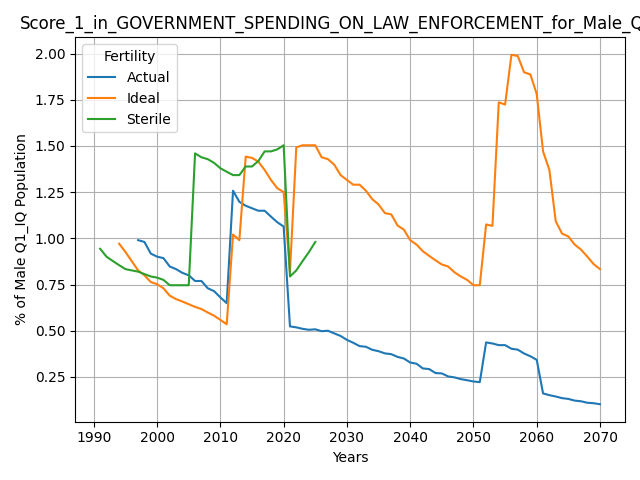 Score_1_in_GOVERNMENT_SPENDING_ON_LAW_ENFORCEMENT_for_Male_Q
Fertility
Actual
Ideal
Sterile
% of Male Q1_IQ Population
2.00
1.75
1.50
1.25
1.00
0.75
0.50
0.25
1990 2000 2010 2020 2030 2040 2050 2060 2070
Years